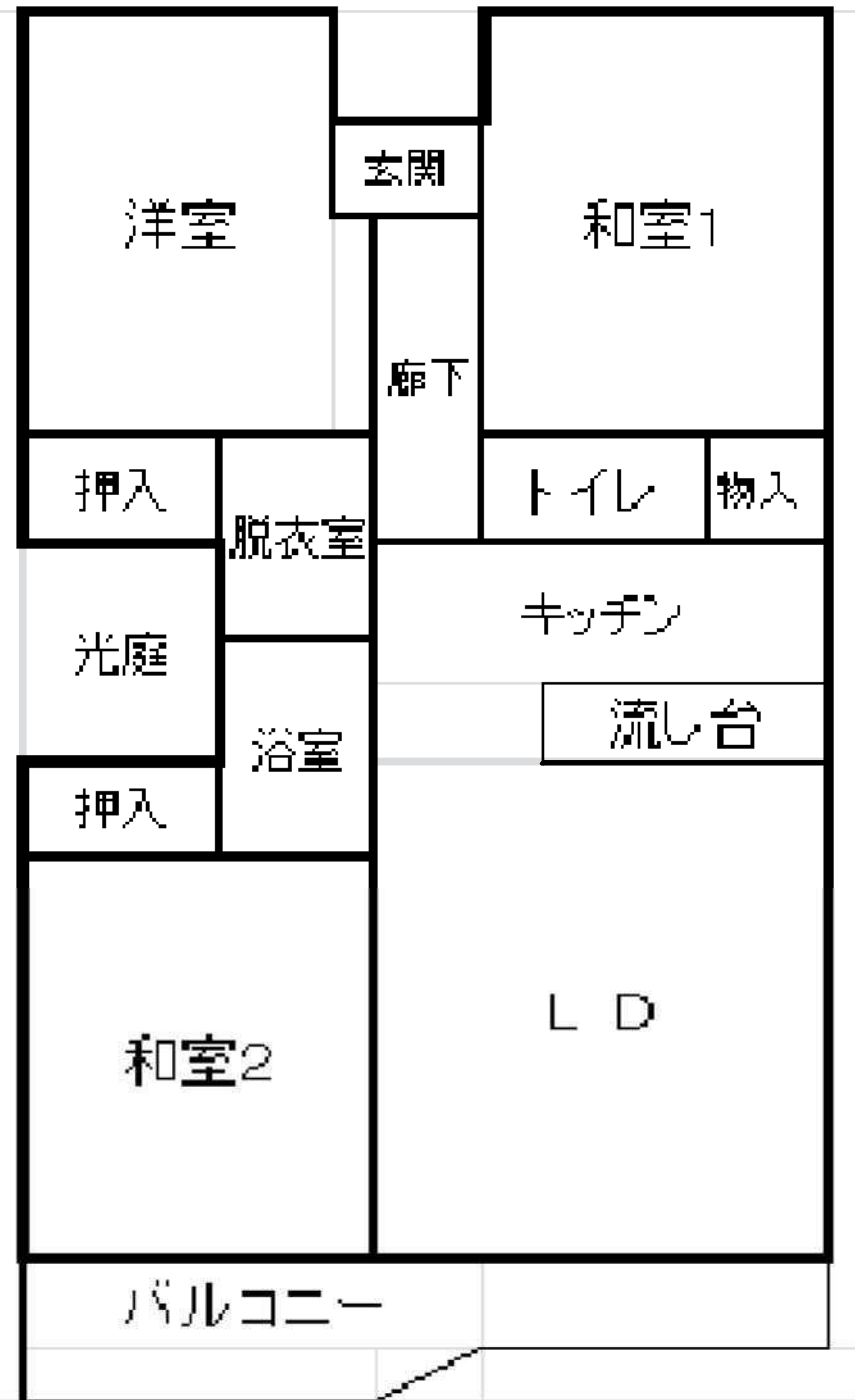 玄関
洋室
和室1
廊下
押入
トイレ
物入
脱衣室
キッチン
光庭
流し台
浴室
押入
LD
和室2
バルコニー